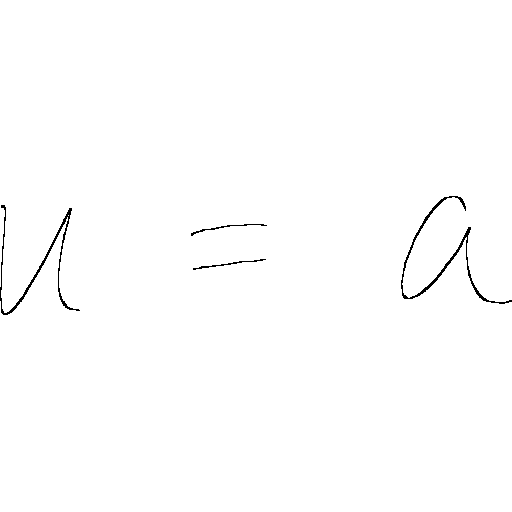 u = a